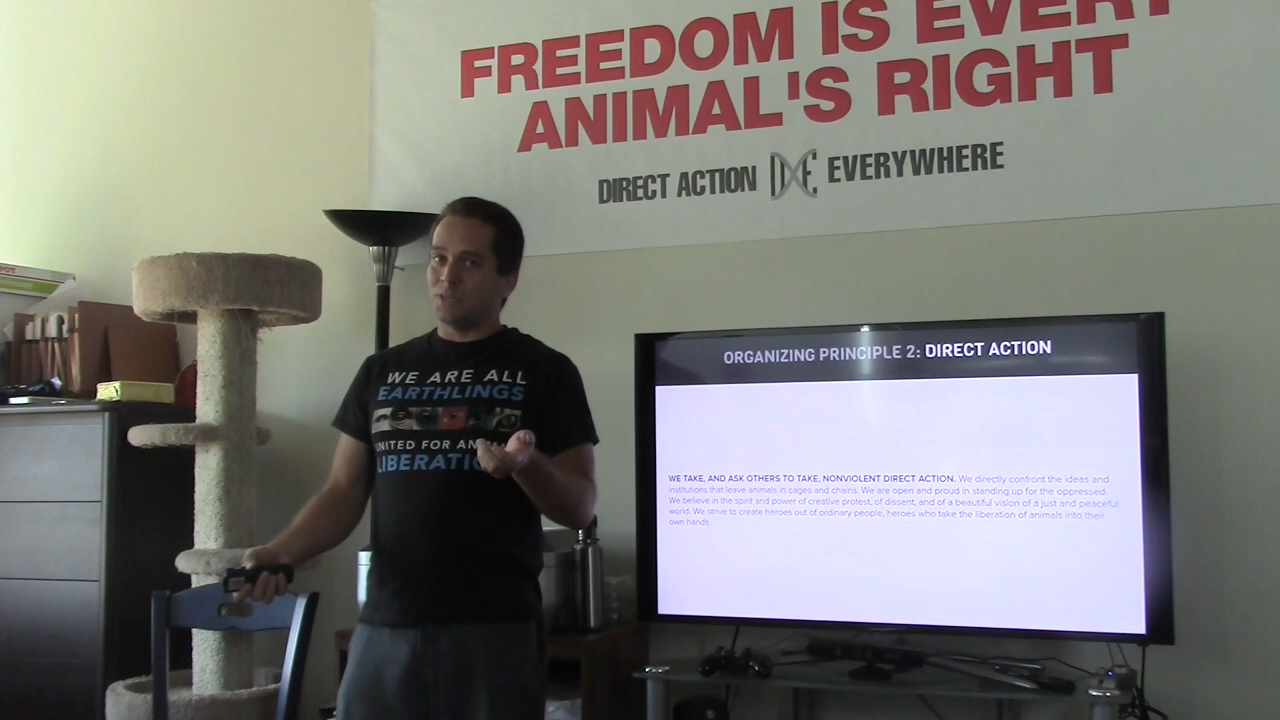 FREEDOM IS EVERY
ANIMAL'S RIGHT
DIRECT ACTION DXE EVERYWHERE
WE ARE ALL
EARTHLINGS
UNITED FOR AN
LIBERATIO
ORGANIZING PRINCIPLE 2: DIRECT ACTION
WE TAKE, AND ASK OTHERS TO TAKE, NONVIOLENT DIRECT ACTION. We directly confront the ideas and
institutions that leave animals in cages and chains. We are open and proud in standing up for the oppressed.
We believe in the spirit and power of creative protest, of dissent, and of a beautiful vision of a just and peaceful
world. We strive to create heroes out of ordinary people, heroes who take the liberation of animals into their
own hands.